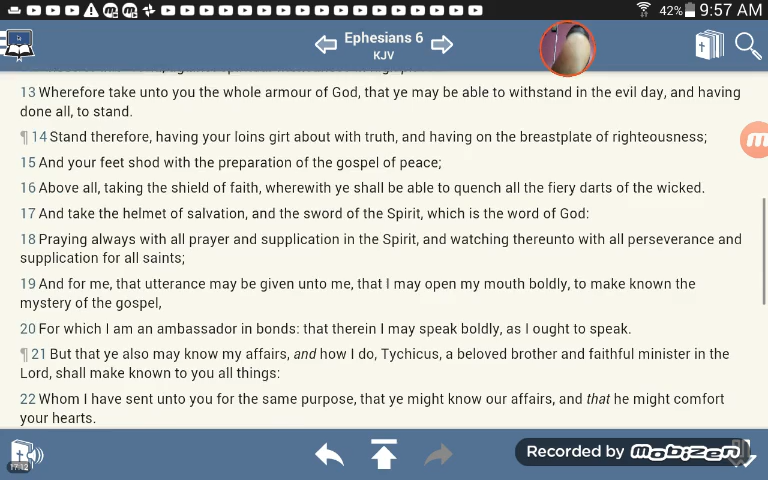 42% 9:57 AM
Ephesians 6
KJV
13 Wherefore take unto you the whole armour of God, that ye may be able to withstand in the evil day, and having
done all, to stand.
¶ 14 Stand therefore, having your loins girt about with truth, and having on the breastplate of righteousness;
15 And your feet shod with the preparation of the gospel of peace;
16 Above all, taking the shield of faith, wherewith ye shall be able to quench all the fiery darts of the wicked.
17 And take the helmet of salvation, and the sword of the Spirit, which is the word of God:
18 Praying always with all prayer and supplication in the Spirit, and watching thereunto with all perseverance and
supplication for all saints;
19 And for me, that utterance may be given unto me, that I may open my mouth boldly, to make known the
mystery of the gospel,
20 For which I am an ambassador in bonds: that therein I may speak boldly, as I ought to speak.
¶ 21 But that ye also may know my affairs, and how I do, Tychicus, a beloved brother and faithful minister in the
Lord, shall make known to you all things:
22 Whom I have sent unto you for the same purpose, that ye might know our affairs, and that he might comfort
your hearts.
17:12
Recorded by mobizen